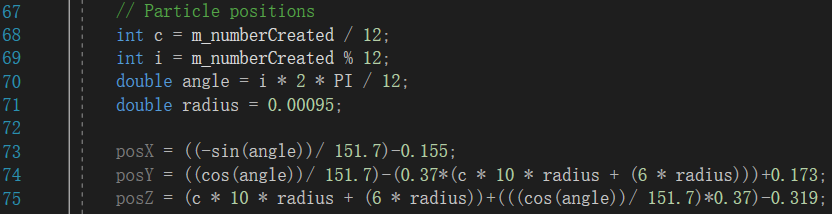 67 // Particle positions
68 int c = m_numberCreated / 12;
69 int i = m_numberCreated % 12;
70 double angle = i * 2 * PI / 12;
71 double radius = 0.00095;
72
73 posX = ((-sin(angle))/ 151.7)-0.155;
74 posY = ((cos(angle))/ 151.7)-(0.37*(c * 10 * radius + (6 * radius)))+0.173;
75 posZ = (c * 10 * radius + (6 * radius))+(((cos(angle))/ 151.7)*0.37)-0.319;